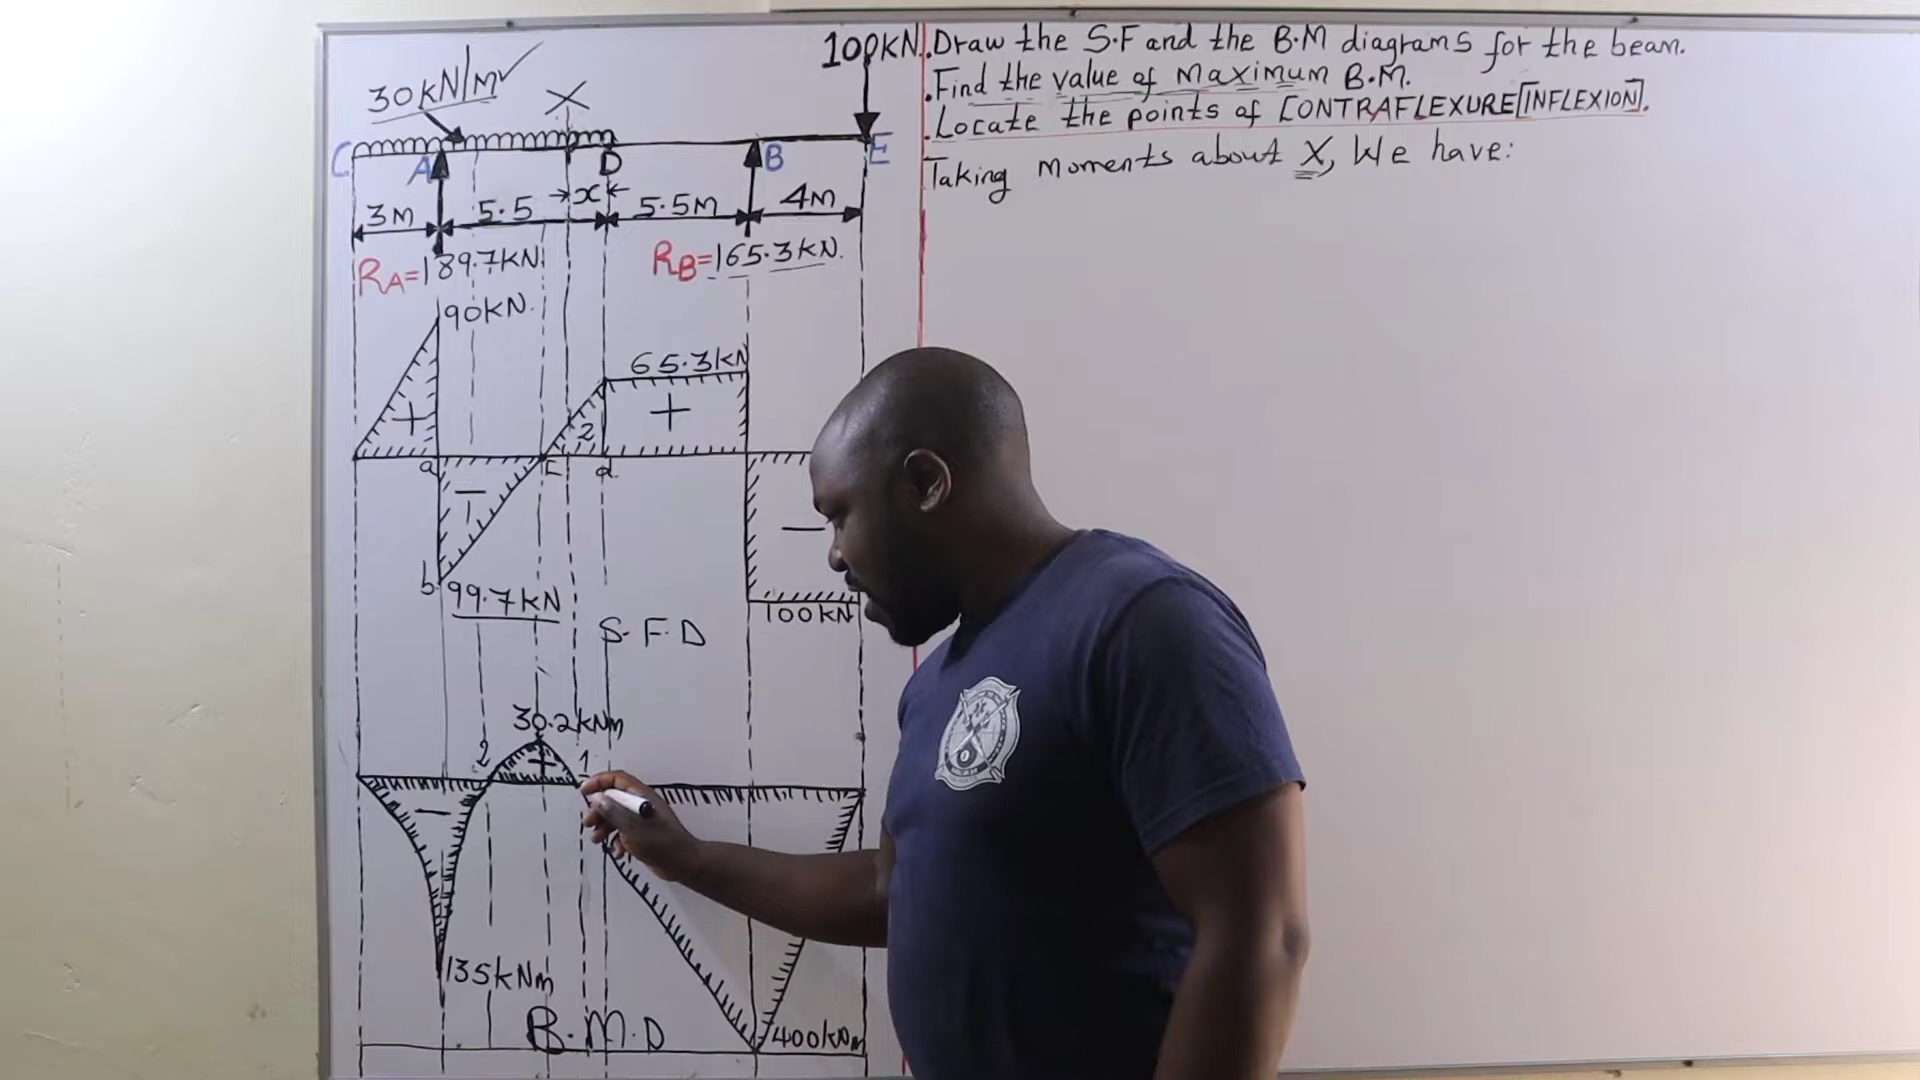 100KN
30kN/m
X
C
A
D
B
E
x
3m
5.5
5.5m
4m
RA=189.7KN
RB=165.3KN.
90KN.
65.3KN
+
2
+
a
c
d
b
99.7KN
100KN
S.F.D
30.2KNm
2
+
1
135kNm
B.M.D
400kNm
.Draw the S.F and the B.M diagrams for the beam.
.Find the value of maximum B.M.
.Locate the points of CONTRAFLEXURE[INFLEXION].
Taking moments about X, We have: